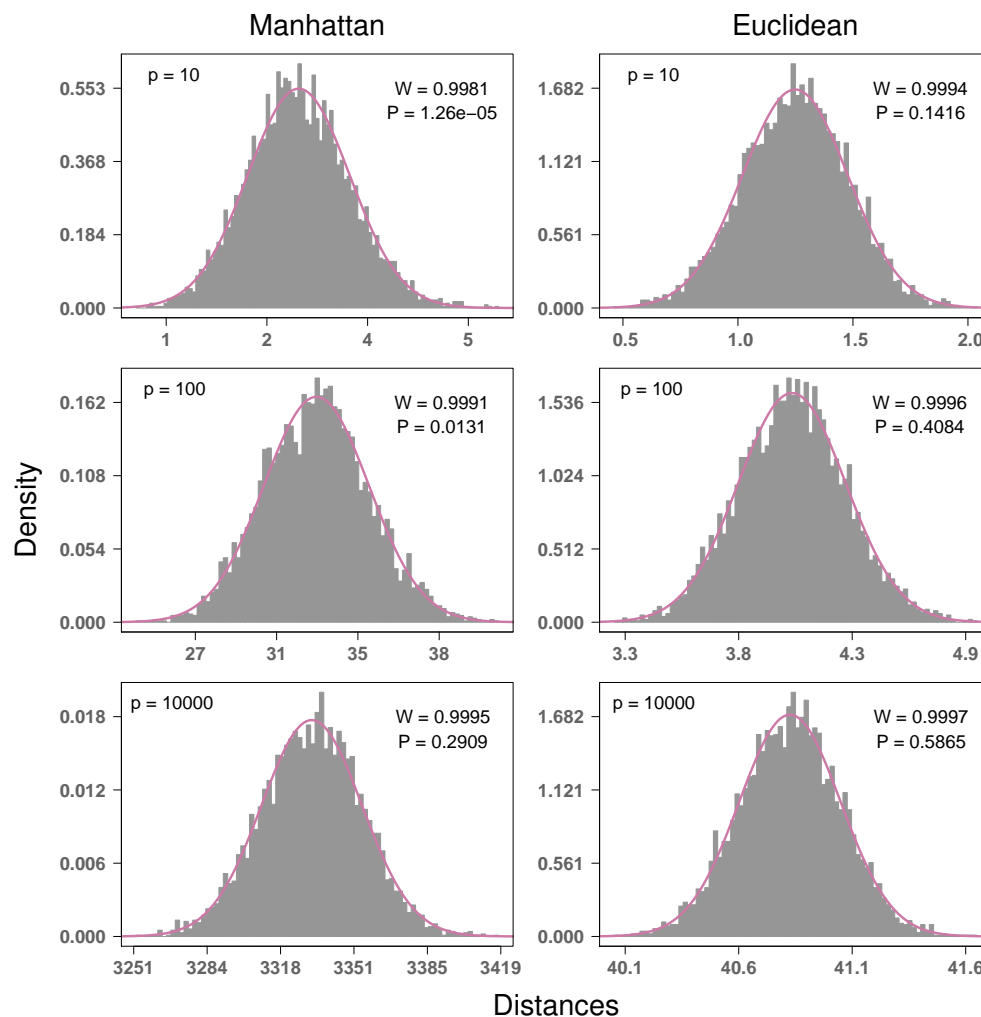 Manhattan
Euclidean
p = 10
W = 0.9981
P = 1.26e−05
0.553
0.368
0.184
0.000
1
2
4
5
p = 10
W = 0.9994
P = 0.1416
1.682
1.121
0.561
0.000
0.5
1.0
1.5
2.0
p = 100
W = 0.9991
P = 0.0131
0.162
0.108
0.054
0.000
27
31
35
38
p = 100
W = 0.9996
P = 0.4084
1.536
1.024
0.512
0.000
3.3
3.8
4.3
4.9
Density
p = 10000
W = 0.9995
P = 0.2909
0.018
0.012
0.006
0.000
3251
3284
3318
3351
3385
3419
p = 10000
W = 0.9997
P = 0.5865
1.682
1.121
0.561
0.000
40.1
40.6
41.1
41.6
Distances